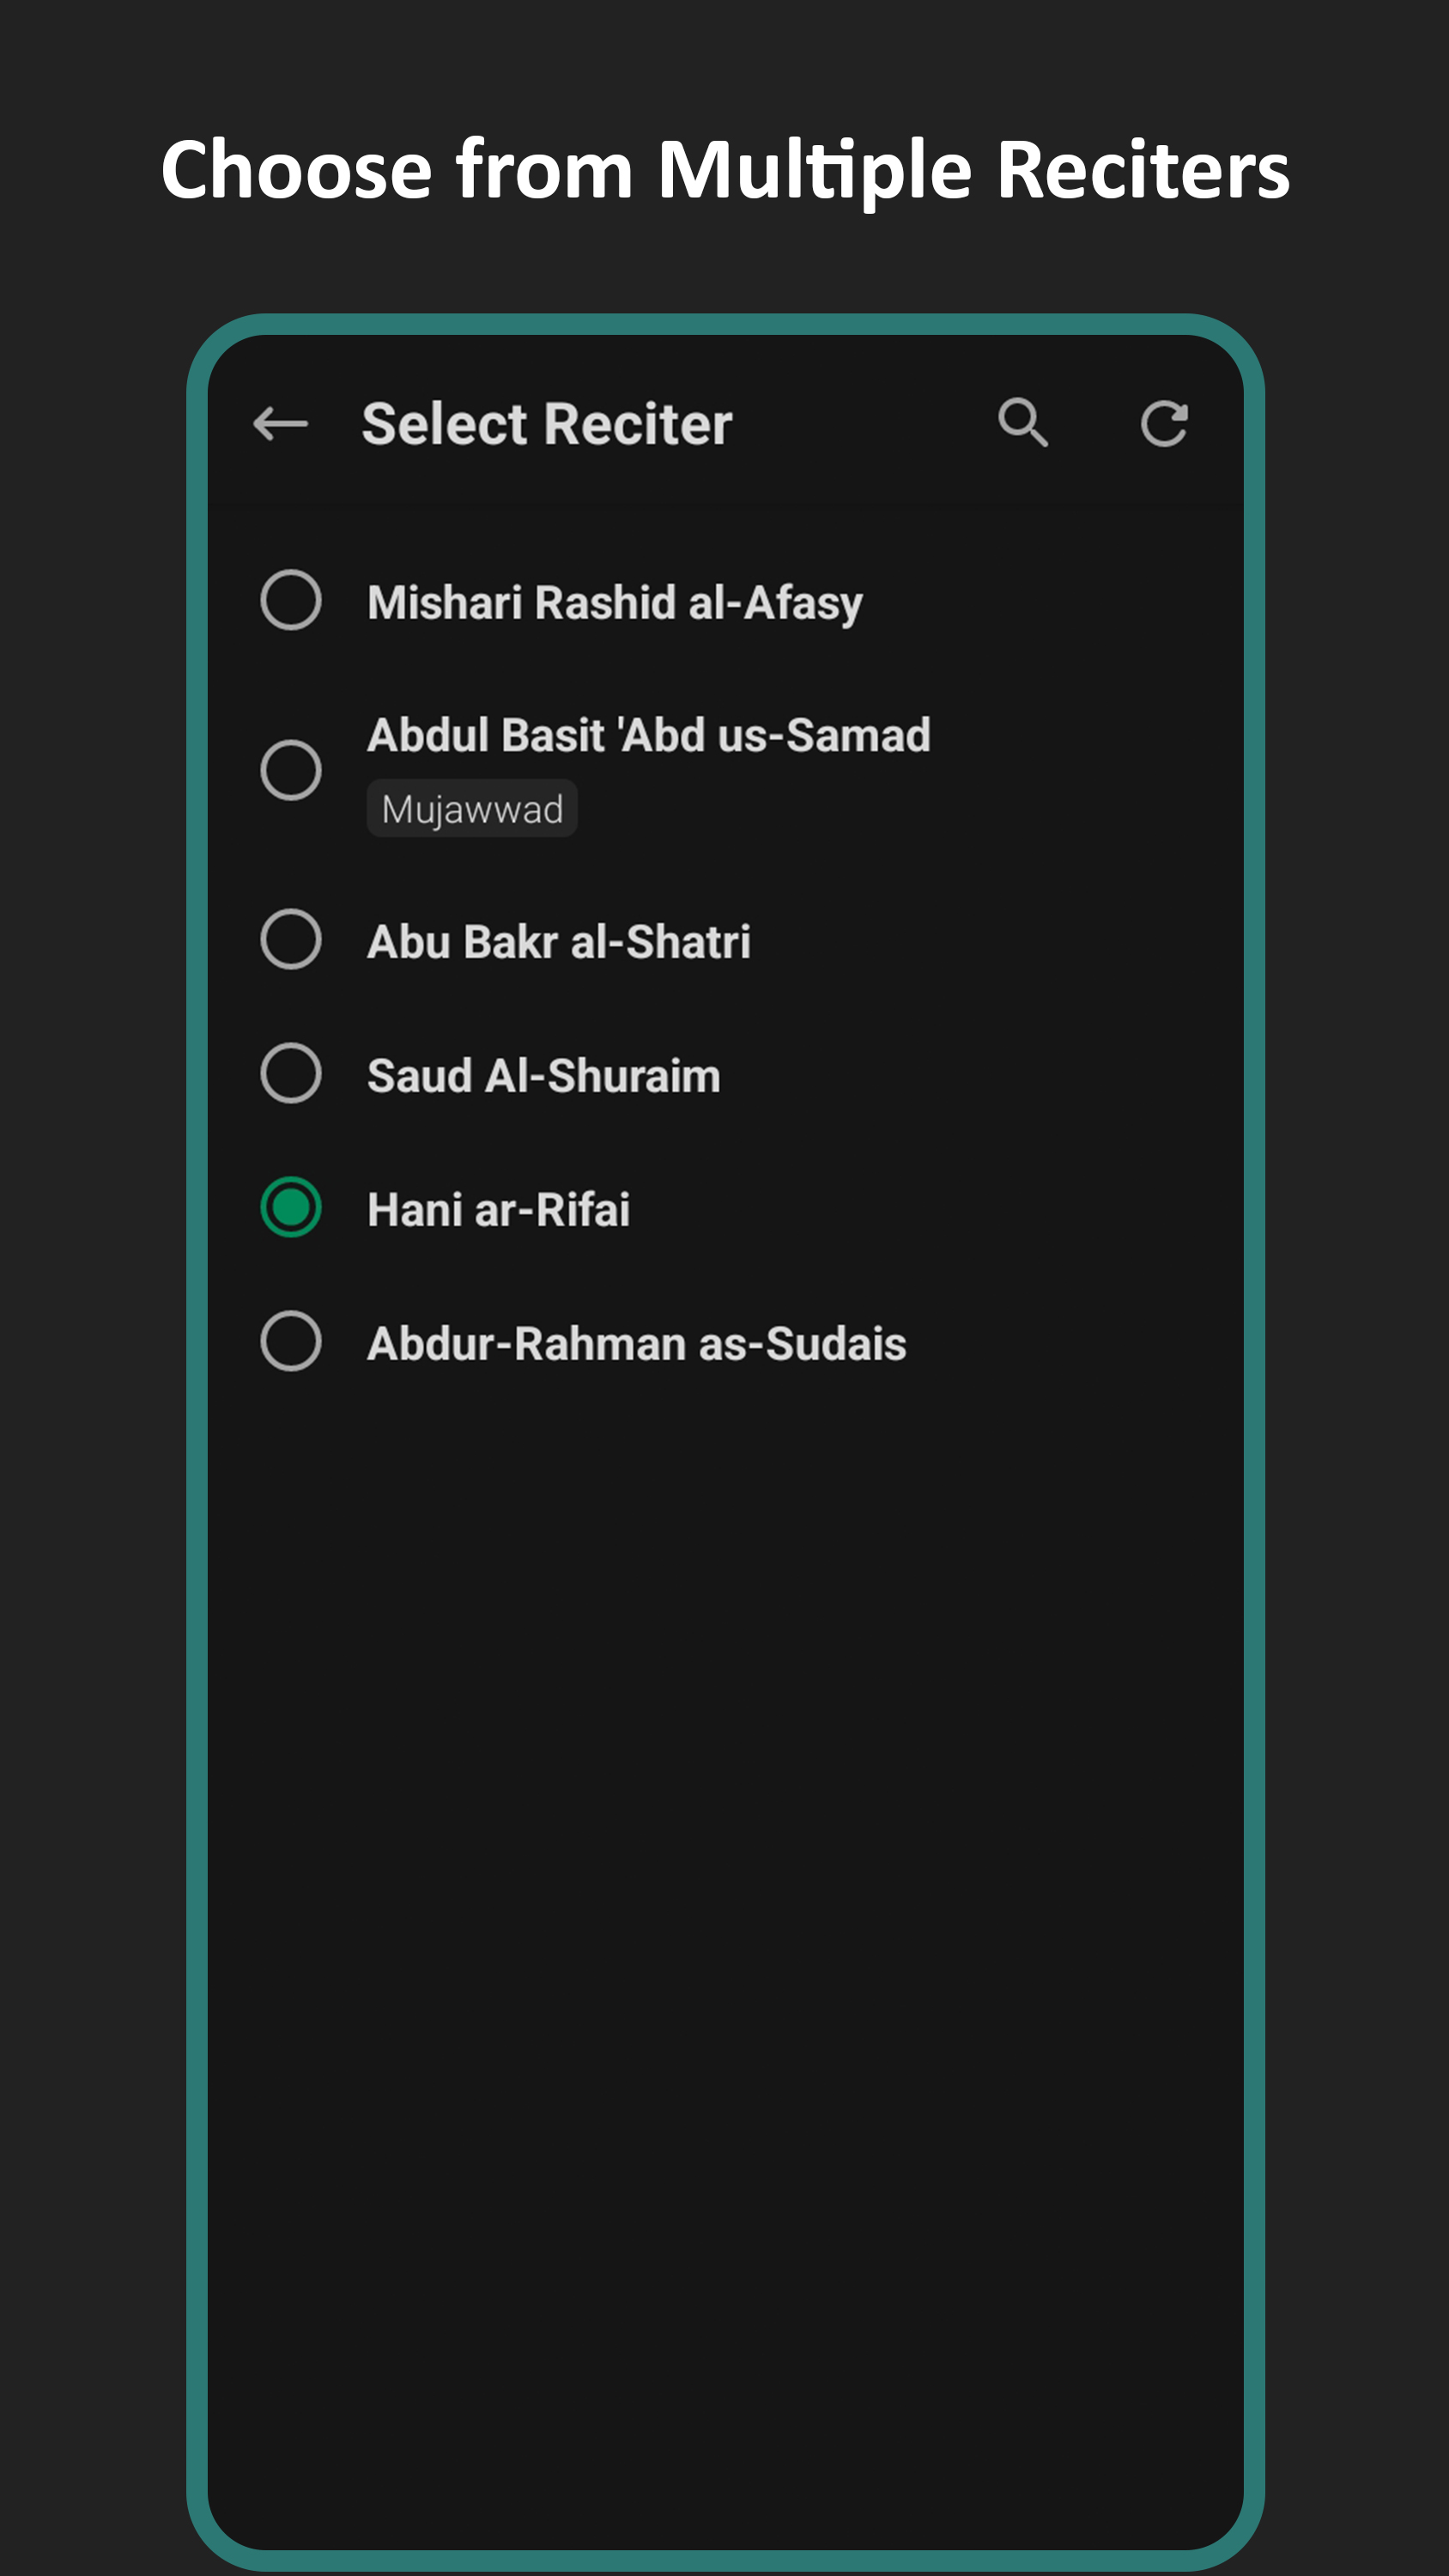 Choose from Multiple Reciters
Select Reciter
Mishari Rashid al-Afasy
Abdul Basit 'Abd us-Samad
Mujawwad
Abu Bakr al-Shatri
Saud Al-Shuraim
Hani ar-Rifai
Abdur-Rahman as-Sudais